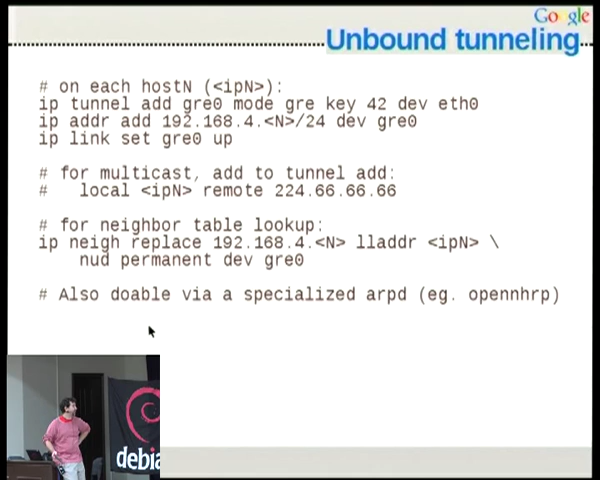 Google
Unbound tunneling
# on each hostN (<ipN>):
ip tunnel add gre0 mode gre key 42 dev eth0
ip addr add 192.168.4.<N>/24 dev gre0
ip link set gre0 up
# for multicast, add to tunnel add:
# local <ipN> remote 224.66.66.66
# for neighbor table lookup:
ip neigh replace 192.168.4.<N> lladdr <ipN> \
nud permanent dev gre0
# Also doable via a specialized arpd (eg. opennhrp)
debia